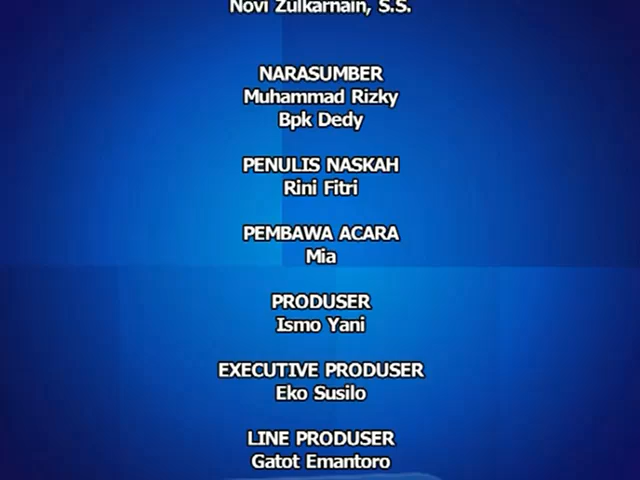 Novi Zulkarnain, S.S.
NARASUMBER
Muhammad Rizky
Bpk Dedy
PENULIS NASKAH
Rini Fitri
PEMBAWA ACARA
Mia
PRODUSER
Ismo Yani
EXECUTIVE PRODUSER
Eko Susilo
LINE PRODUSER
Gatot Emantoro